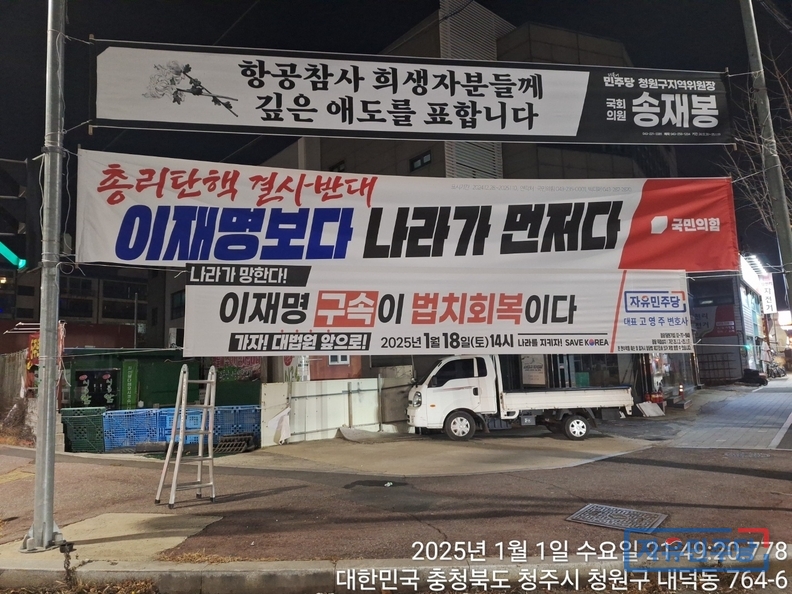 항공참사 희생자분들께
깊은 애도를 표합니다
민주당 청원구지역위원장
국회
의원 송재봉
총리탄핵 결사반대
이재명보다 나라가 먼저다
국민의힘
나라가 망한다!
이재명 구속이 법치회복이다
가자! 대법원 앞으로! 2025년 1월 18일(토) 14시 나라를 지키자! SAVE KOREA
자유민주당
대표 고영주 변호사
2025년 1월 1일 수요일 21:49:20.778
대한민국 충청북도 청주시 청원구 내덕동 764-6